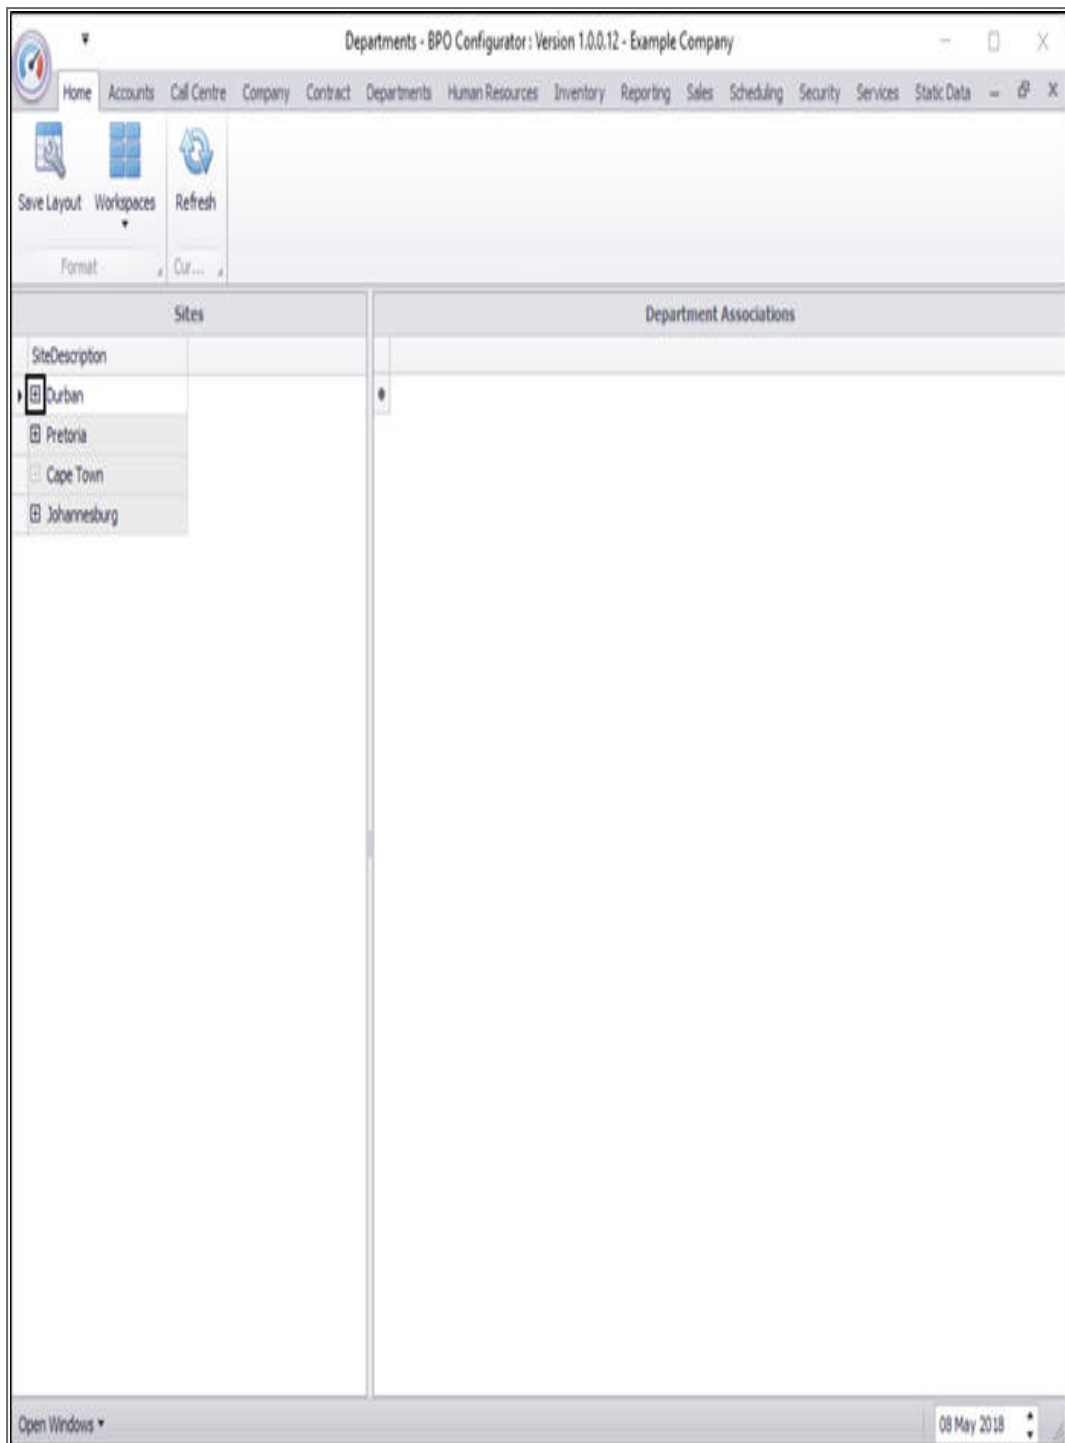 Departments - BPO Configurator : Version 1.0.0.12 - Example Company
Home Accounts Call Centre Company Contract Departments Human Resources Inventory Reporting Sales Scheduling Security Services Static Data
Save Layout Workspaces Refresh
Format Cur...
Sites Department Associations
SiteDescription
Durban
Pretoria
Cape Town
Johannesburg
Open Windows 08 May 2018